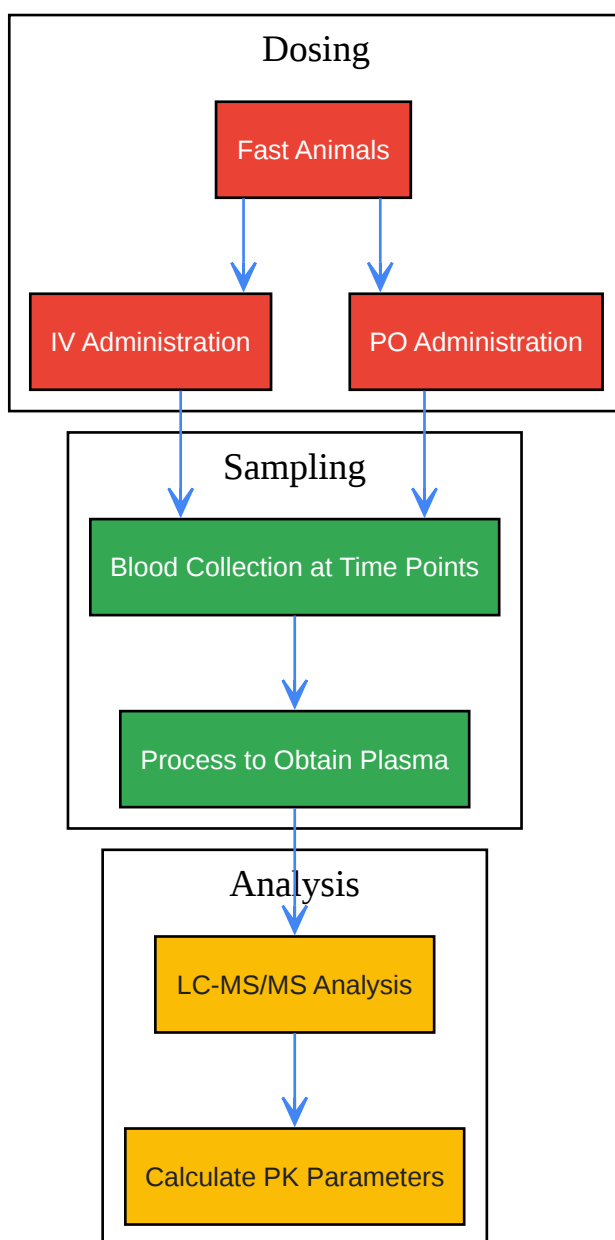 Dosing
Fast Animals
IV Administration
PO Administration
Sampling
Blood Collection at Time Points
Process to Obtain Plasma
Analysis
LC-MS/MS Analysis
Calculate PK Parameters